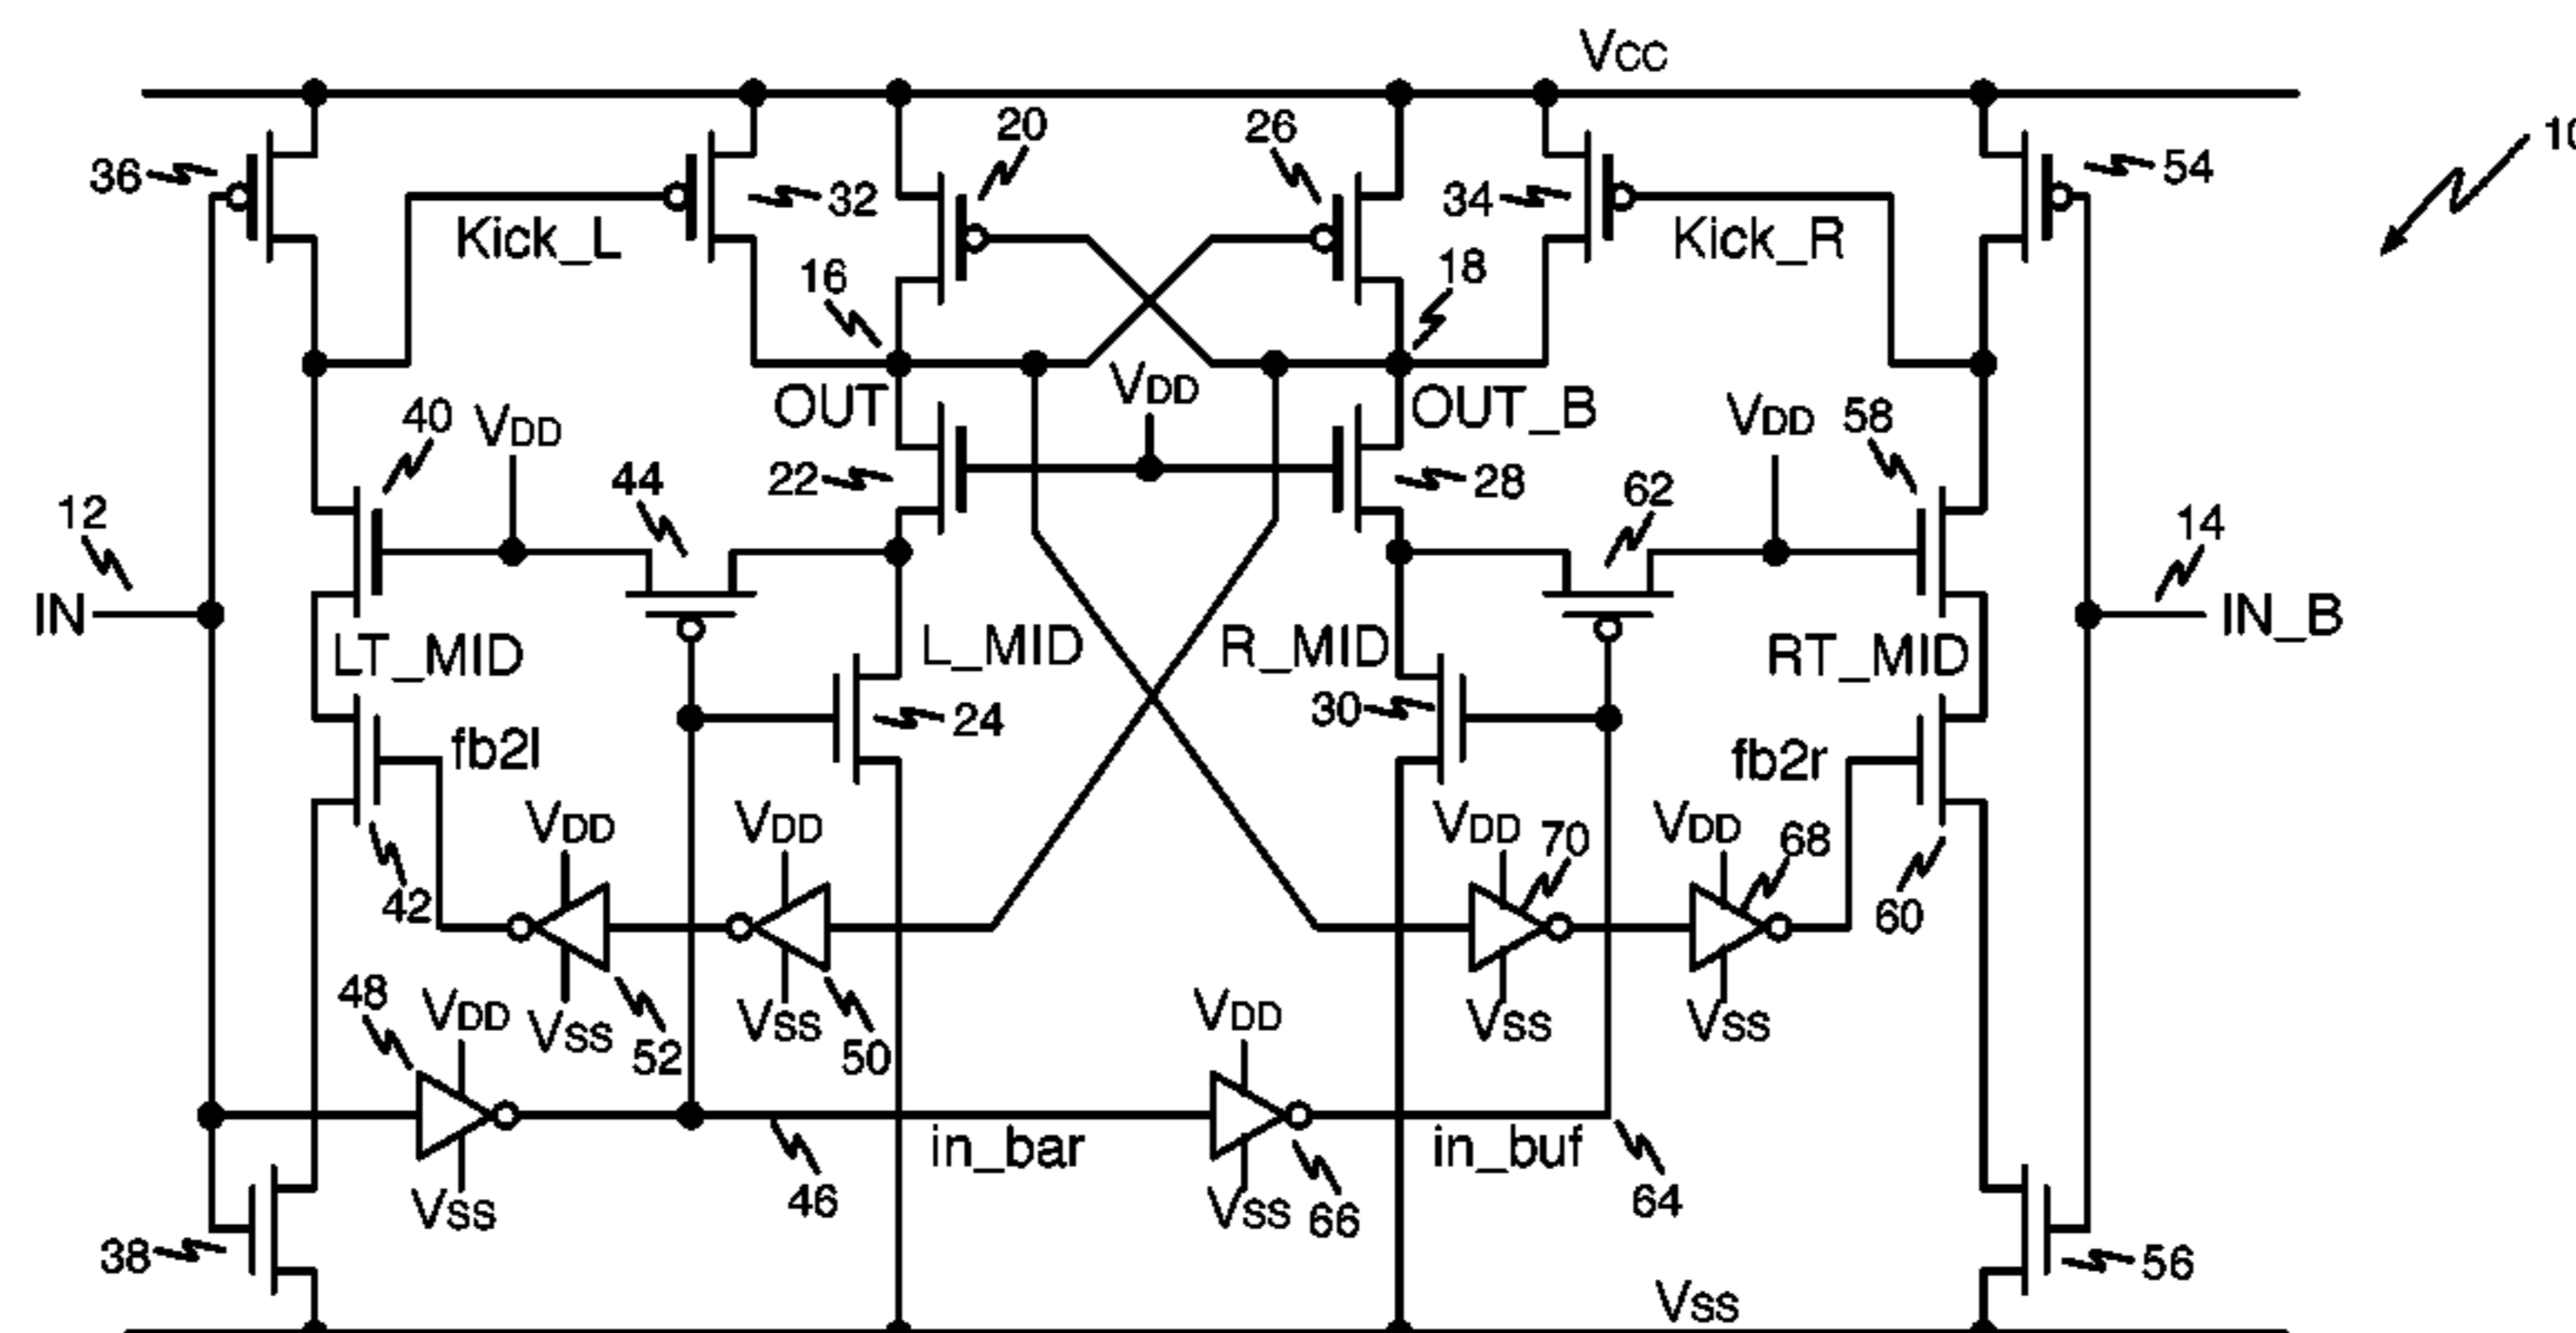 VCC
20
26
10
36
32
34
54
Kick_L
Kick_R
16
18
VDD
OUT
OUT_B
40
VDD
VDD
58
44
22
28
62
12
14
IN
IN_B
LT_MID
L_MID
R_MID
RT_MID
24
30
fb2l
fb2r
VDD
VDD
VDD
70
VDD
68
42
60
48
VDD
VSS
52
VSS
50
VDD
VSS
VSS
in_bar
in_buf
VSS
46
VSS
66
64
38
56
VSS